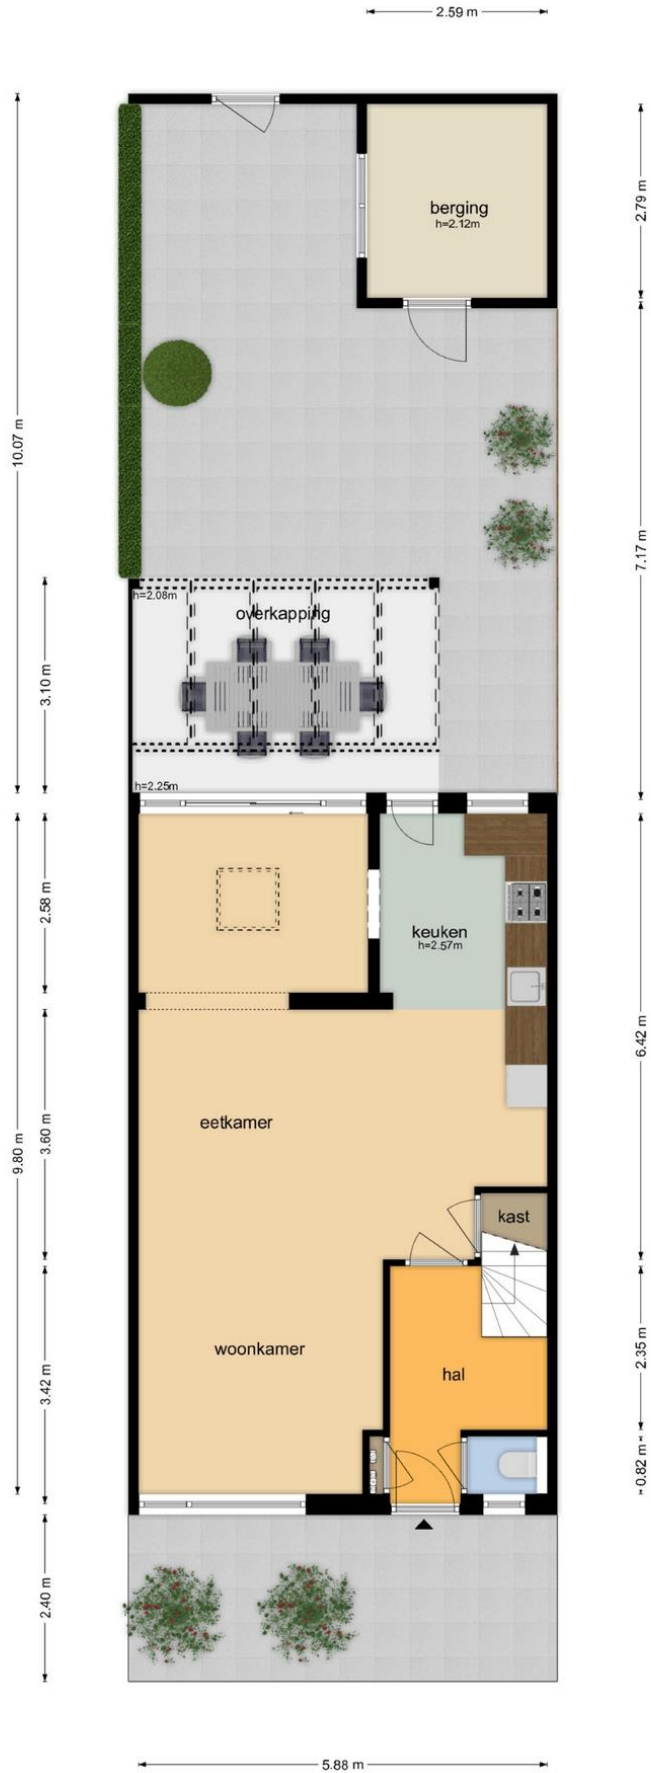 2.59 m
berging
h=2.12m
2.79 m
10.07 m
7.17 m
h=2.08m
overkapping
3.10 m
h=2.25m
2.58 m
keuken
h=2.57m
6.42 m
eetkamer
3.60 m
9.80 m
kast
woonkamer
hal
2.35 m
3.42 m
0.82 m
2.40 m
5.88 m